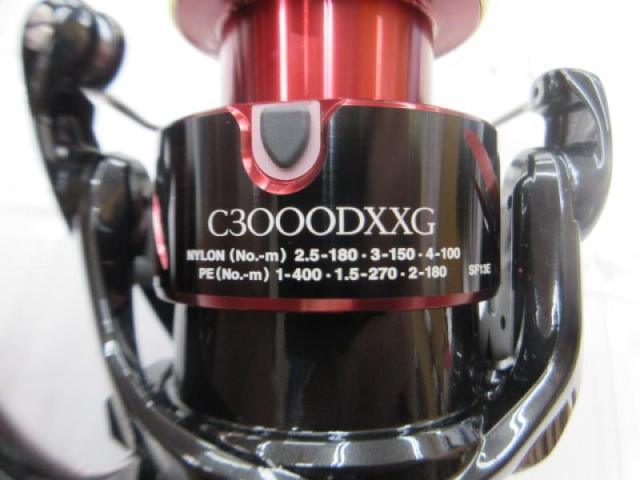 C3000DXXG
NYLON (No.-m) 2.5-180・3-150・4-100
PE(No.-m) 1-400・1.5-270・2-180 SF13E